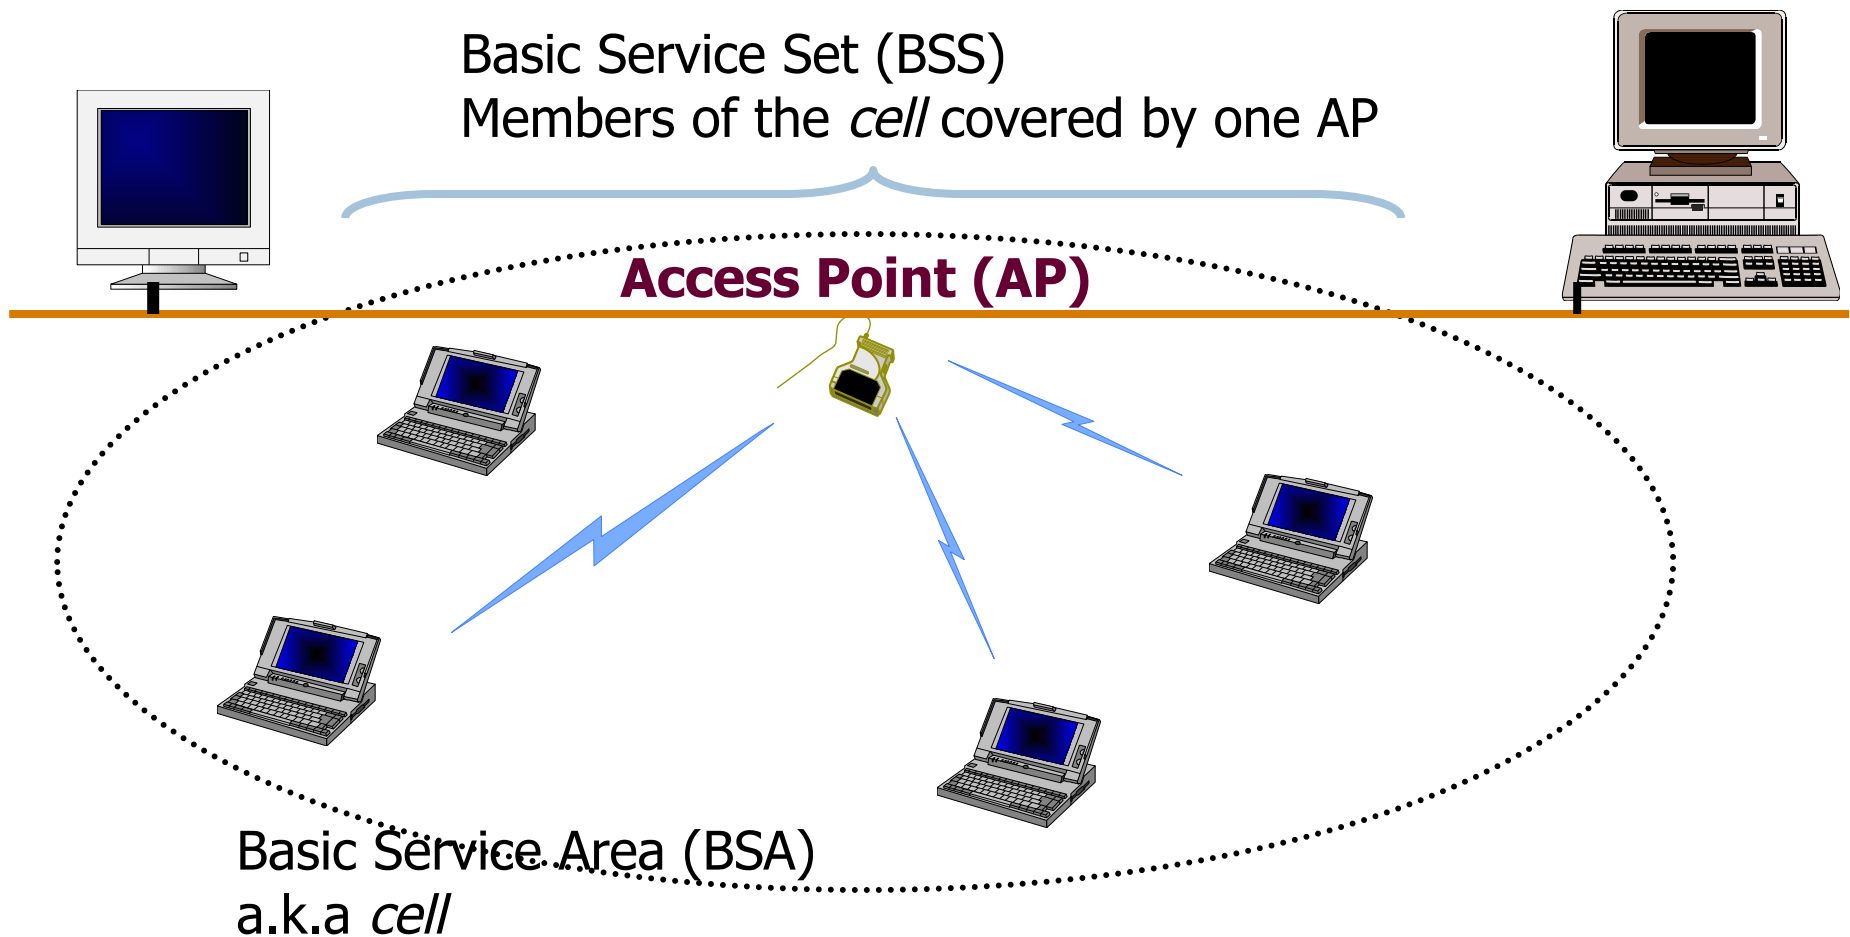 Basic Service Set (BSS)
Members of the cell covered by one AP
Access Point (AP)
Basic Service Area (BSA)
a.k.a cell